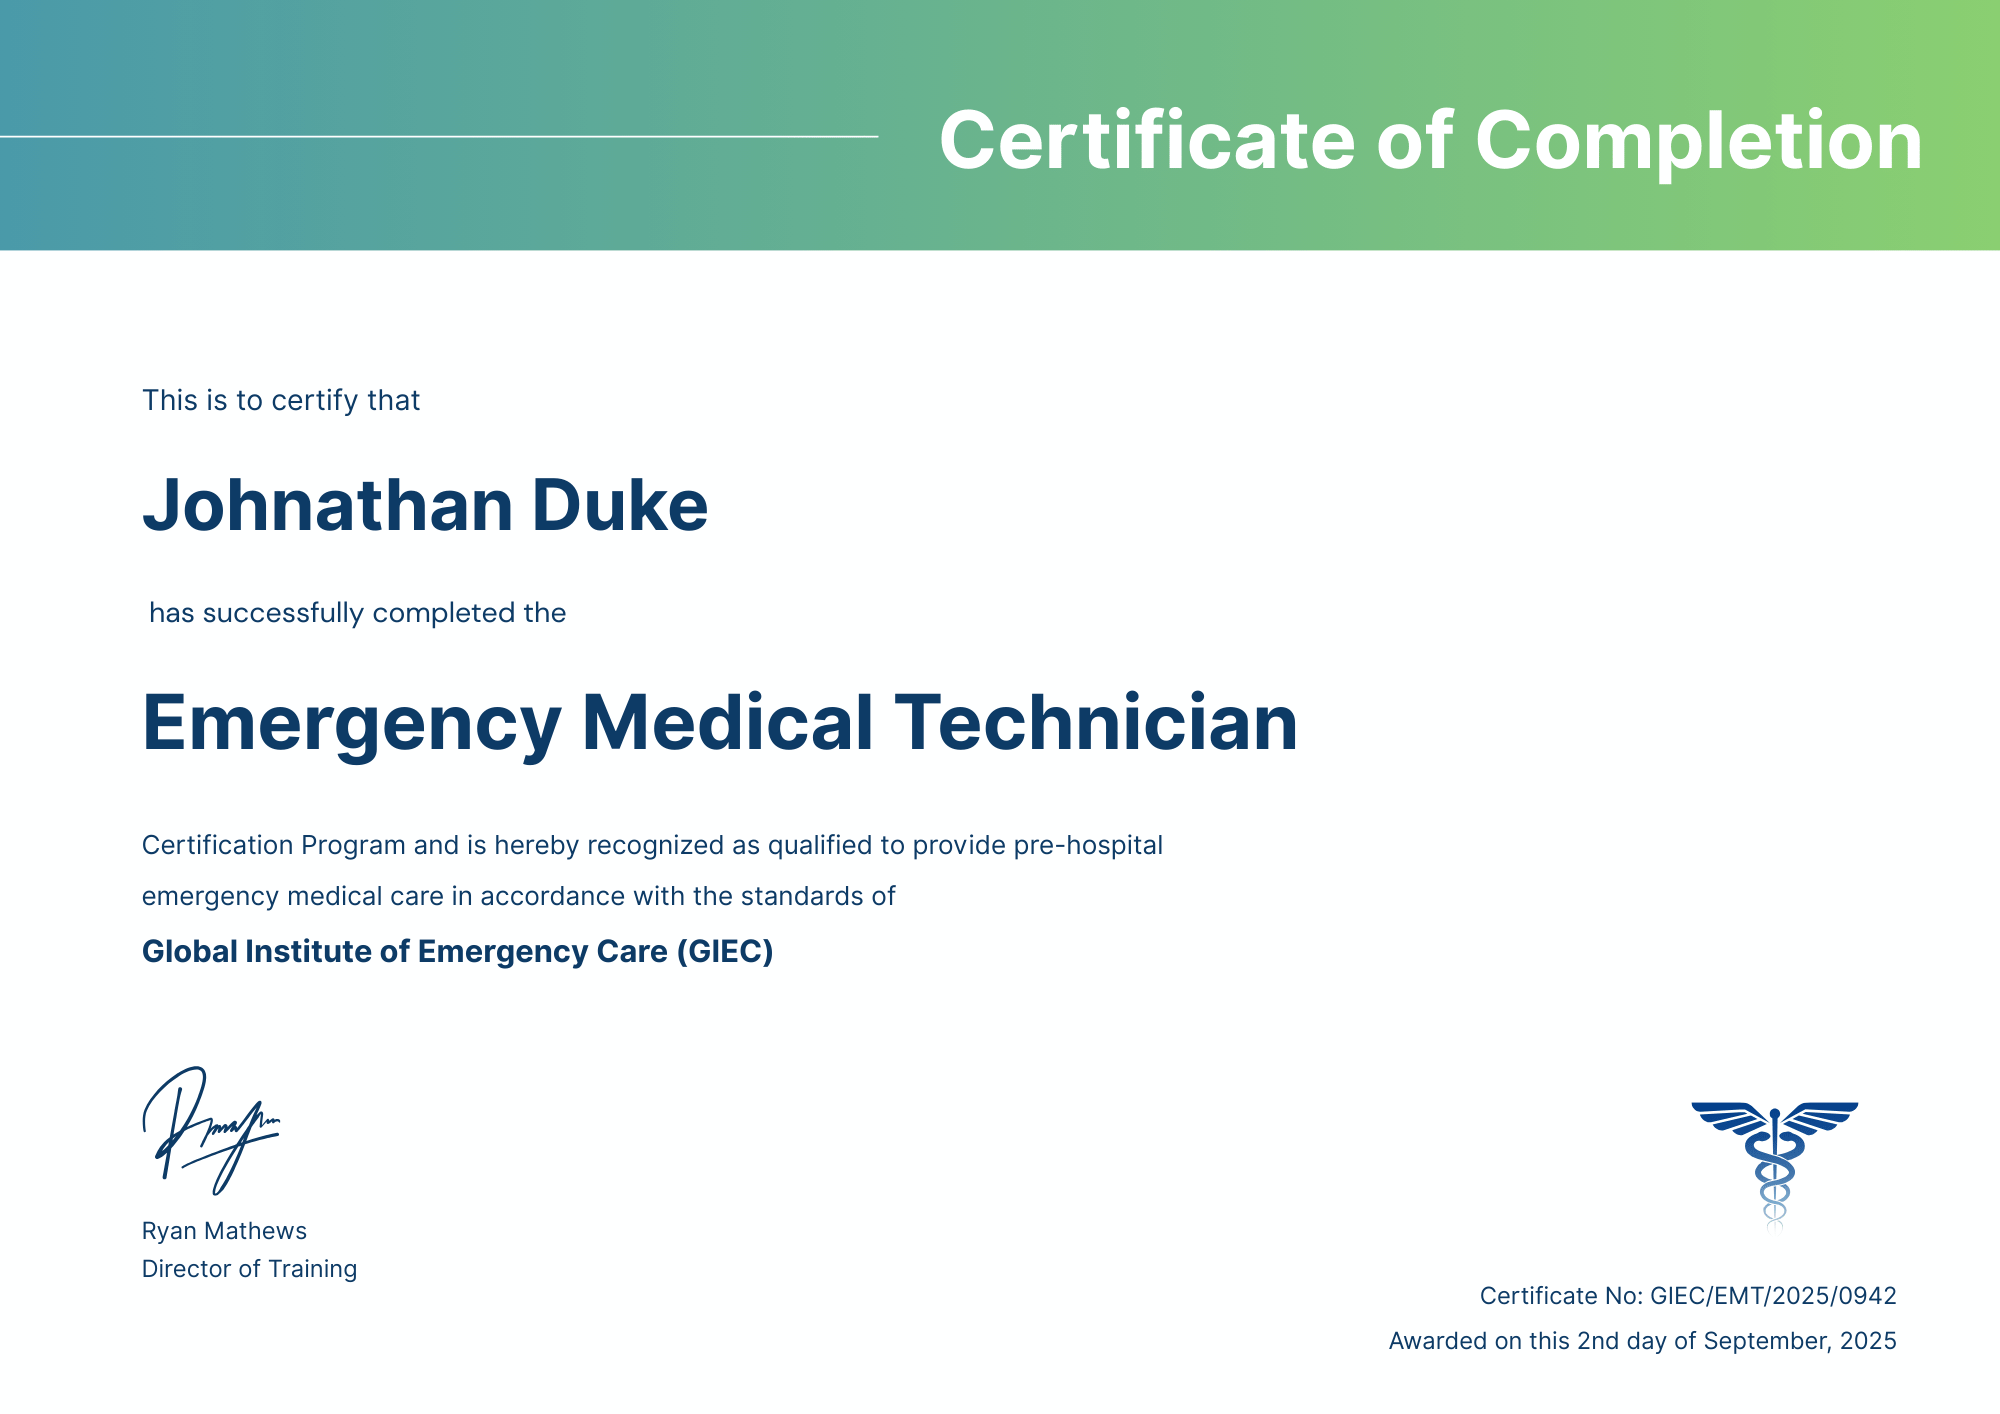 Certificate of Completion
This is to certify that
Johnathan Duke
has successfully completed the
Emergency Medical Technician
Certification Program and is hereby recognized as qualified to provide pre-hospital
emergency medical care in accordance with the standards of
Global Institute of Emergency Care (GIEC)
Ryan Mathews
Director of Training
Certificate No: GIEC/EMT/2025/0942
Awarded on this 2nd day of September, 2025